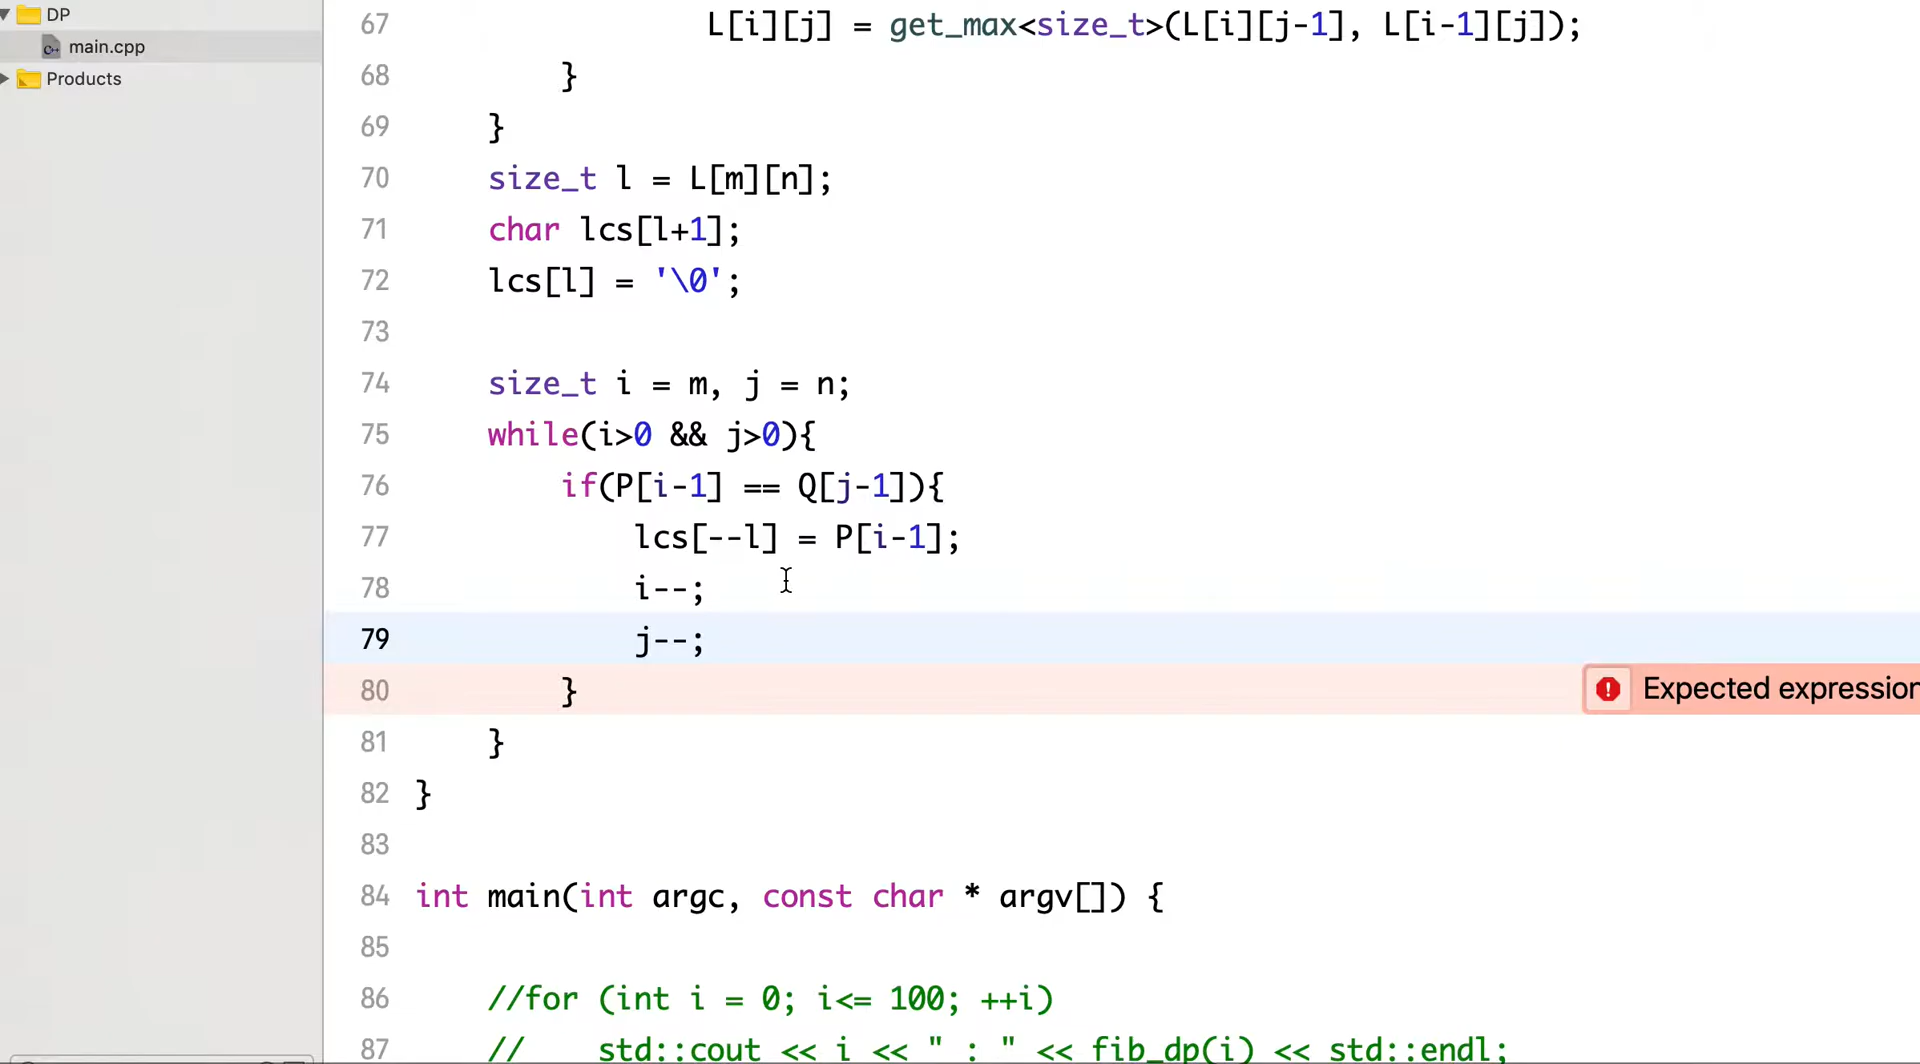 DP
main.cpp
Products
67 L[i][j] = get_max<size_t>(L[i][j-1], L[i-1][j]);
68 }
69 }
70 size_t l = L[m][n];
71 char lcs[l+1];
72 lcs[l] = '\0';
73
74 size_t i = m, j = n;
75 while(i>0 && j>0){
76 if(P[i-1] == Q[j-1]){
77 lcs[--l] = P[i-1];
78 i--;
79 j--;
80 } Expected expression
81 }
82 }
83
84 int main(int argc, const char * argv[]) {
85
86 //for (int i = 0; i<= 100; ++i)
87 // std::cout << i << " : " << fib_dp(i) << std::endl;